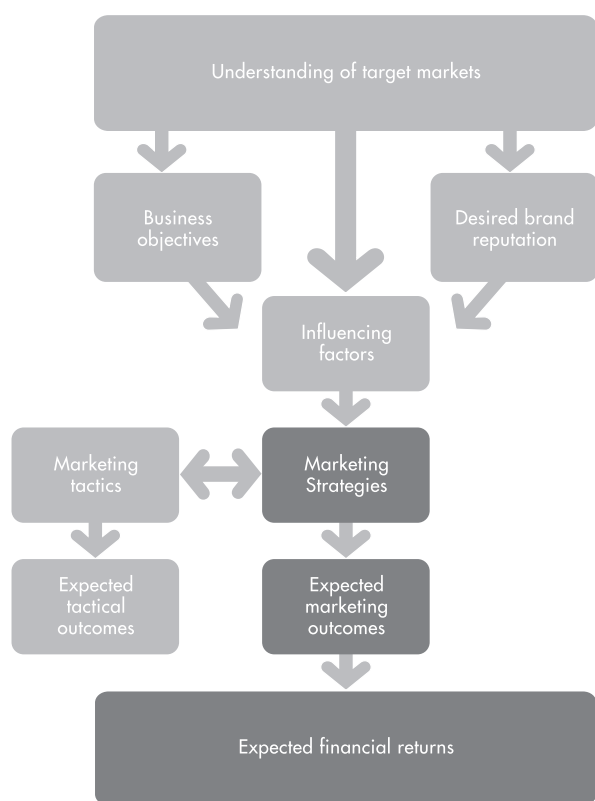 Understanding of target markets
Business
objectives
Desired brand
reputation
Influencing
factors
Marketing
tactics
Marketing
Strategies
Expected
tactical
outcomes
Expected
marketing
outcomes
Expected financial returns